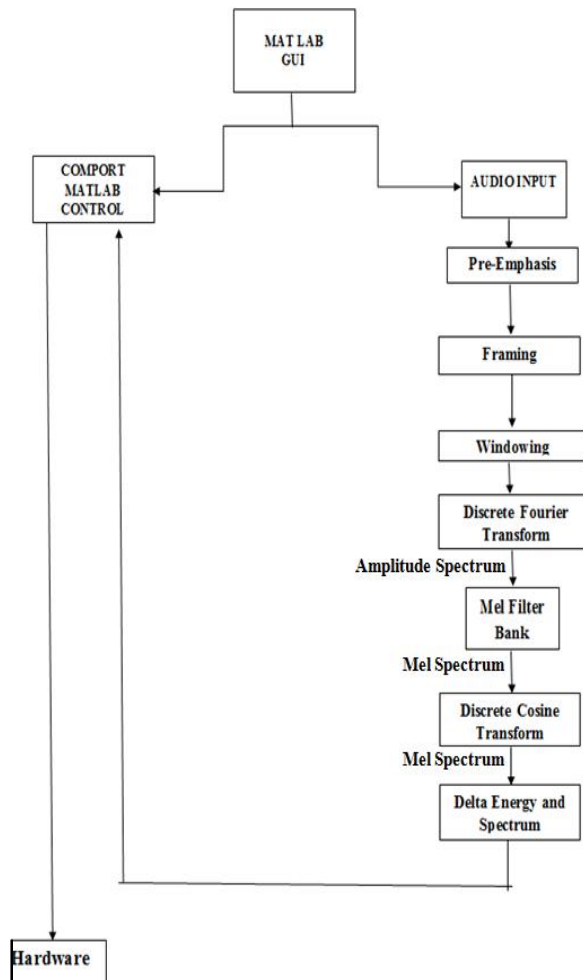 MAT LAB
GUI
COMPORT
MATLAB
CONTROL
AUDIO INPUT
Pre-Emphasis
Framing
Windowing
Discrete Fourier
Transform
Amplitude Spectrum
Mel Filter
Bank
Mel Spectrum
Discrete Cosine
Transform
Mel Spectrum
Delta Energy and
Spectrum
Hardware